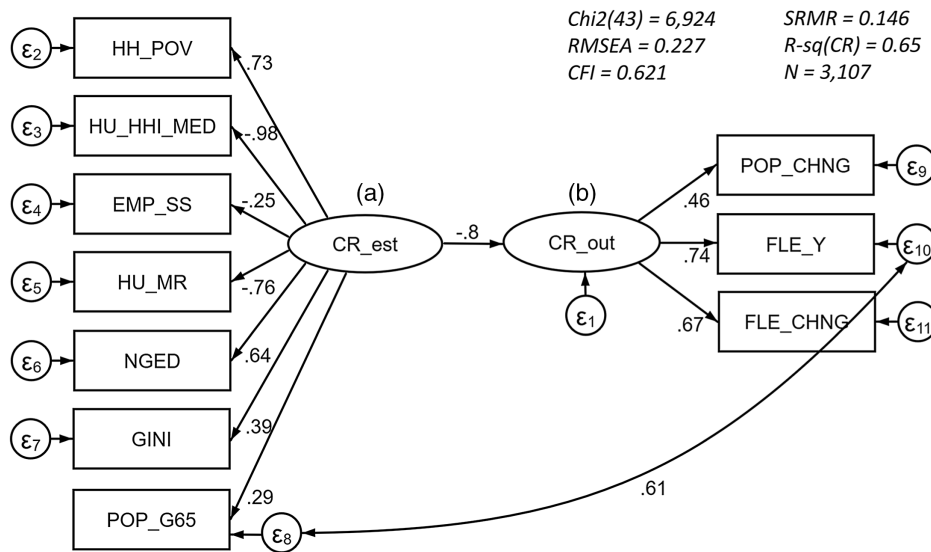 Chi2(43) = 6,924 SRMR = 0.146
RMSEA = 0.227 R-sq(CR) = 0.65
CFI = 0.621 N = 3,107
ε2 HH_POV .73
ε3 HU_HHI_MED -.98
ε4 EMP_SS -.25
ε5 HU_MR -.76
ε6 NGED .64
ε7 GINI .39
POP_G65 .29 ε8
(a)
CR_est
-.8
(b)
CR_out
ε1
.46 POP_CHNG ε9
.74 FLE_Y ε10
.67 FLE_CHNG ε11
.61